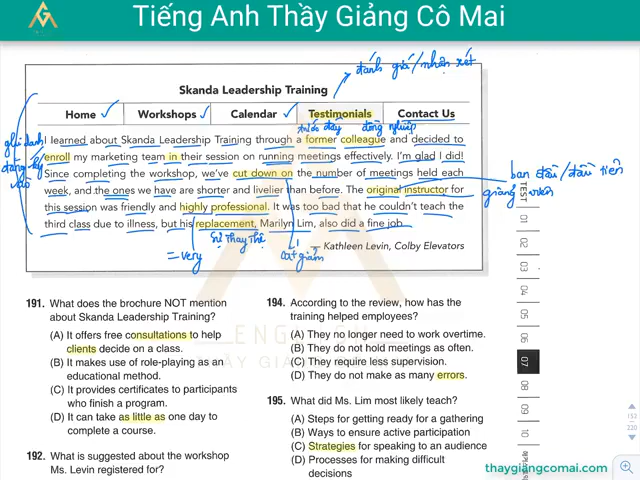 Tiếng Anh Thầy Giảng Cô Mai
đánh giá/nhận xét
Skanda Leadership Training
Home Workshops Calendar Testimonials Contact Us
trước đây đồng nghiệp
I learned about Skanda Leadership Training through a former colleague and decided to
enroll my marketing team in their session on running meetings effectively. I'm glad I did!
Since completing the workshop, we've cut down on the number of meetings held each
week, and the ones we have are shorter and livelier than before. The original instructor for
this session was friendly and highly professional. It was too bad that he couldn't teach the
third class due to illness, but his replacement, Marilyn Lim, also did a fine job.
ghi danh
đăng ký
vào
ban đầu/đầu tiên
giảng viên
sự thay thế
= very
cắt giảm
— Kathleen Levin, Colby Elevators
191. What does the brochure NOT mention
about Skanda Leadership Training?
(A) It offers free consultations to help
clients decide on a class.
(B) It makes use of role-playing as an
educational method.
(C) It provides certificates to participants
who finish a program.
(D) It can take as little as one day to
complete a course.
192. What is suggested about the workshop
Ms. Levin registered for?
194. According to the review, how has the
training helped employees?
(A) They no longer need to work overtime.
(B) They do not hold meetings as often.
(C) They require less supervision.
(D) They do not make as many errors.
195. What did Ms. Lim most likely teach?
(A) Steps for getting ready for a gathering
(B) Ways to ensure active participation
(C) Strategies for speaking to an audience
(D) Processes for making difficult
decisions
TEST
01
02
03
04
05
06
07
08
09
10
152
220
thaygiangcomai.com